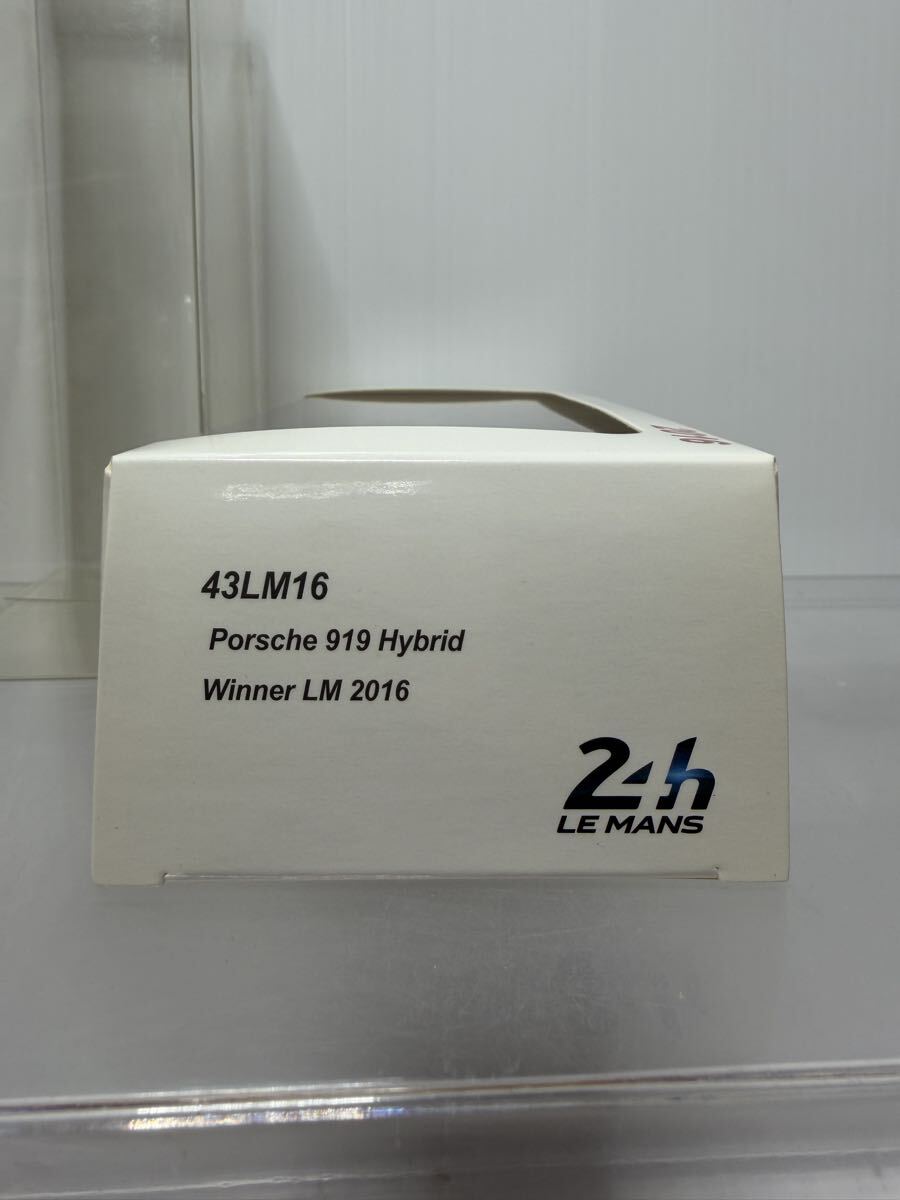 43LM16
Porsche 919 Hybrid
Winner LM 2016
24h
LE MANS